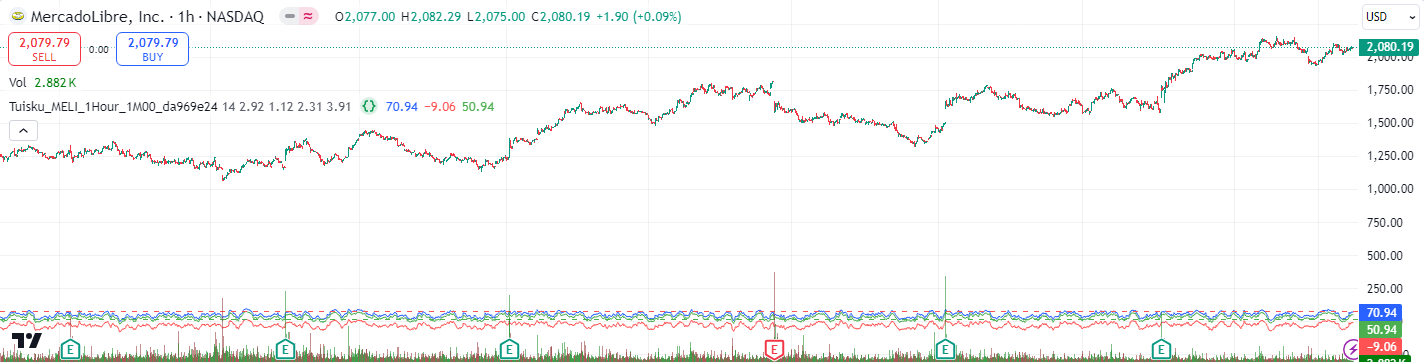 MercadoLibre, Inc. · 1h · NASDAQ O2,077.00 H2,082.29 L2,075.00 C2,080.19 +1.90 (+0.09%)
USD
2,079.79
SELL
0.00
2,079.79
BUY
2,080.19
2,000.00
Vol 2.882 K
1,750.00
Tuisku_MELI_1Hour_1M00_da969e24 14 2.92 1.12 2.31 3.91 {} 70.94 −9.06 50.94
1,500.00
1,250.00
1,000.00
750.00
500.00
250.00
70.94
50.94
−9.06
2.882 K
E
E
E
E
E
E